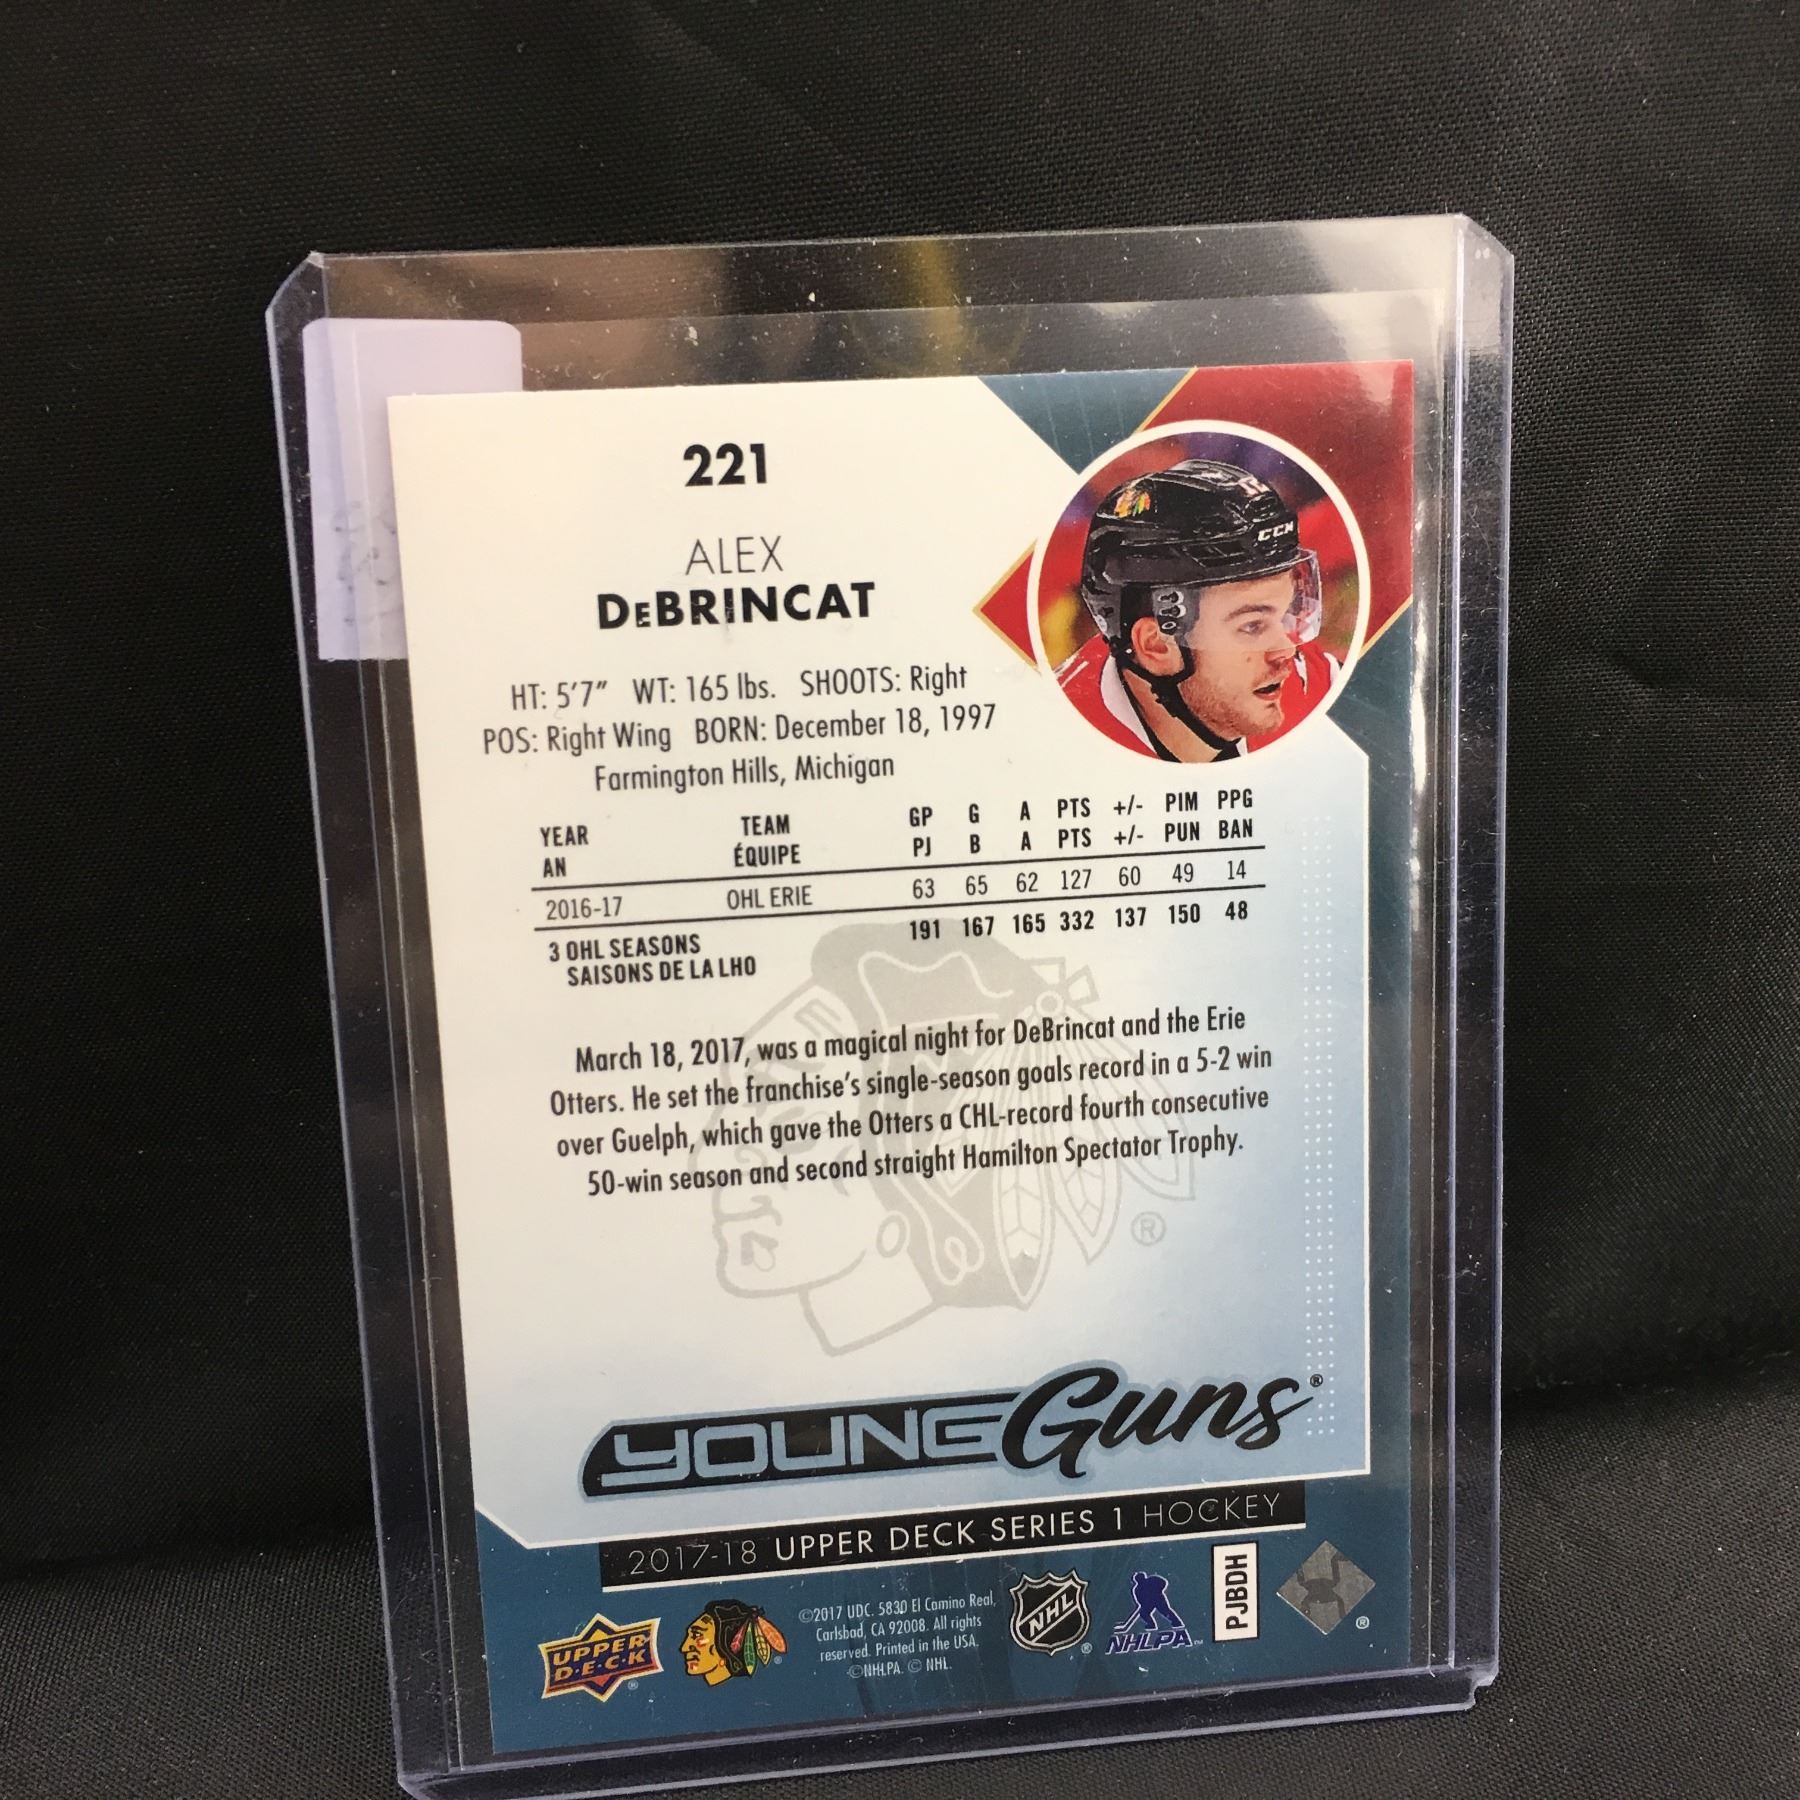 221
ALEX
DeBRINCAT
HT: 5'7" WT: 165 lbs. SHOOTS: Right
POS: Right Wing BORN: December 18, 1997
Farmington Hills, Michigan
YEAR TEAM GP G A PTS +/- PIM PPG
AN ÉQUIPE PJ B A PTS +/- PUN BAN
2016-17 OHL ERIE 63 65 62 127 60 49 14
3 OHL SEASONS 191 167 165 332 137 150 48
SAISONS DE LA LHO
March 18, 2017, was a magical night for DeBrincat and the Erie
Otters. He set the franchise's single-season goals record in a 5-2 win
over Guelph, which gave the Otters a CHL-record fourth consecutive
50-win season and second straight Hamilton Spectator Trophy.
®
YOUNG Guns®
2017-18 UPPER DECK SERIES 1 HOCKEY
UPPER
D·E·C·K
®
©2017 UDC. 5830 El Camino Real,
Carlsbad, CA 92008. All rights
reserved. Printed in the USA.
©NHLPA. © NHL.
NHL
®
NHLPA™
PJBDH
®
CCM
12